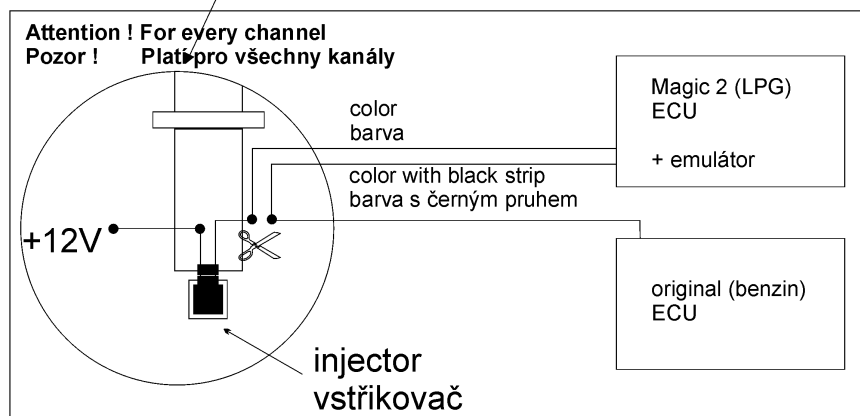 Attention ! For every channel
Pozor ! Platí pro všechny kanály
color
barva
color with black strip
barva s černým pruhem
Magic 2 (LPG)
ECU
+ emulátor
+12V
original (benzin)
ECU
injector
vstřikovač